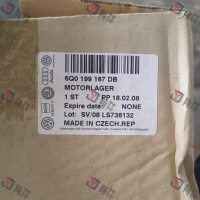 6Q0 199 167 DB
MOTORLAGER
1 ST PP 18.02.08
Expire date: NONE
Lot: SV/08 LS738132
MADE IN CZECH.REP